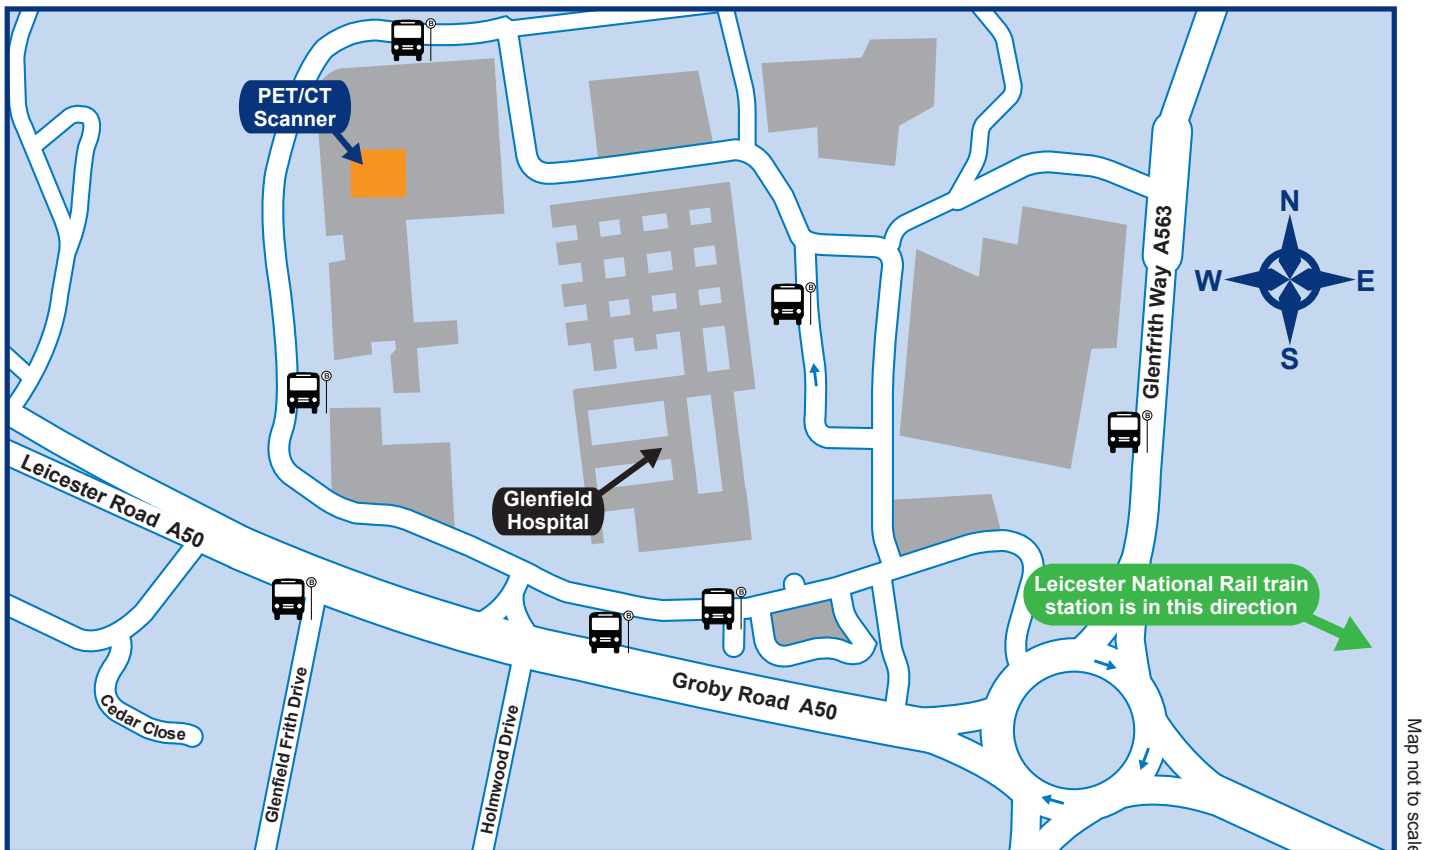 B
PET/CT
Scanner
N
W
E
S
Glenfrith Way A563
B
B
B
Leicester Road A50
Glenfield
Hospital
B
B
B
Leicester National Rail train
station is in this direction
Groby Road A50
Cedar Close
Glenfield Frith Drive
Holmwood Drive
Map not to scale